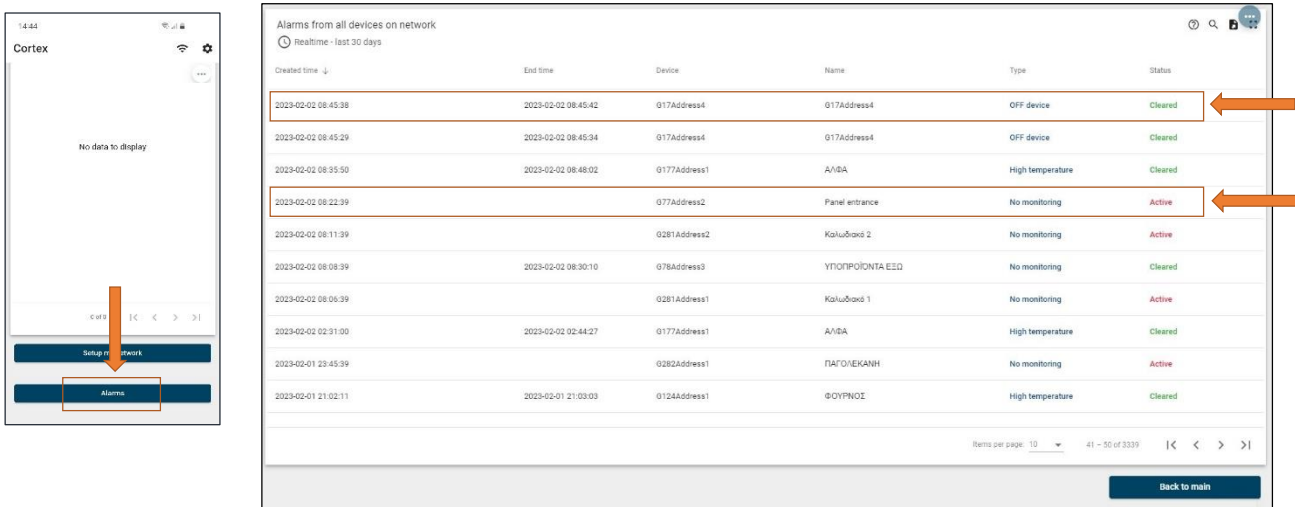 14:44
Cortex
No data to display
Setup my network
Alarms
Alarms from all devices on network
Realtime - last 30 days
Created time ↓ End time Device Name Type Status
2023-02-02 08:45:38 2023-02-02 08:45:42 G17Address4 G17Address4 OFF device Cleared
2023-02-02 08:45:29 2023-02-02 08:45:34 G17Address4 G17Address4 OFF device Cleared
2023-02-02 08:35:50 2023-02-02 08:48:02 G177Address1 ΑΛΦΑ High temperature Cleared
2023-02-02 08:22:39 G77Address2 Panel entrance No monitoring Active
2023-02-02 08:11:39 G281Address2 Καλωδιακό 2 No monitoring Active
2023-02-02 08:08:39 2023-02-02 08:30:10 G78Address3 ΥΠΟΠΡΟΪΟΝΤΑ ΕΞΩ No monitoring Cleared
2023-02-02 08:06:39 G281Address1 Καλωδιακό 1 No monitoring Active
2023-02-02 02:31:00 2023-02-02 02:44:27 G177Address1 ΑΛΦΑ High temperature Cleared
2023-02-01 23:45:39 G282Address1 ΠΑΓΟΛΕΚΑΝΗ No monitoring Active
2023-02-01 21:02:11 2023-02-01 21:03:03 G124Address1 ΦΟΥΡΝΟΣ High temperature Cleared
Items per page: 10 41 – 50 of 3339
Back to main